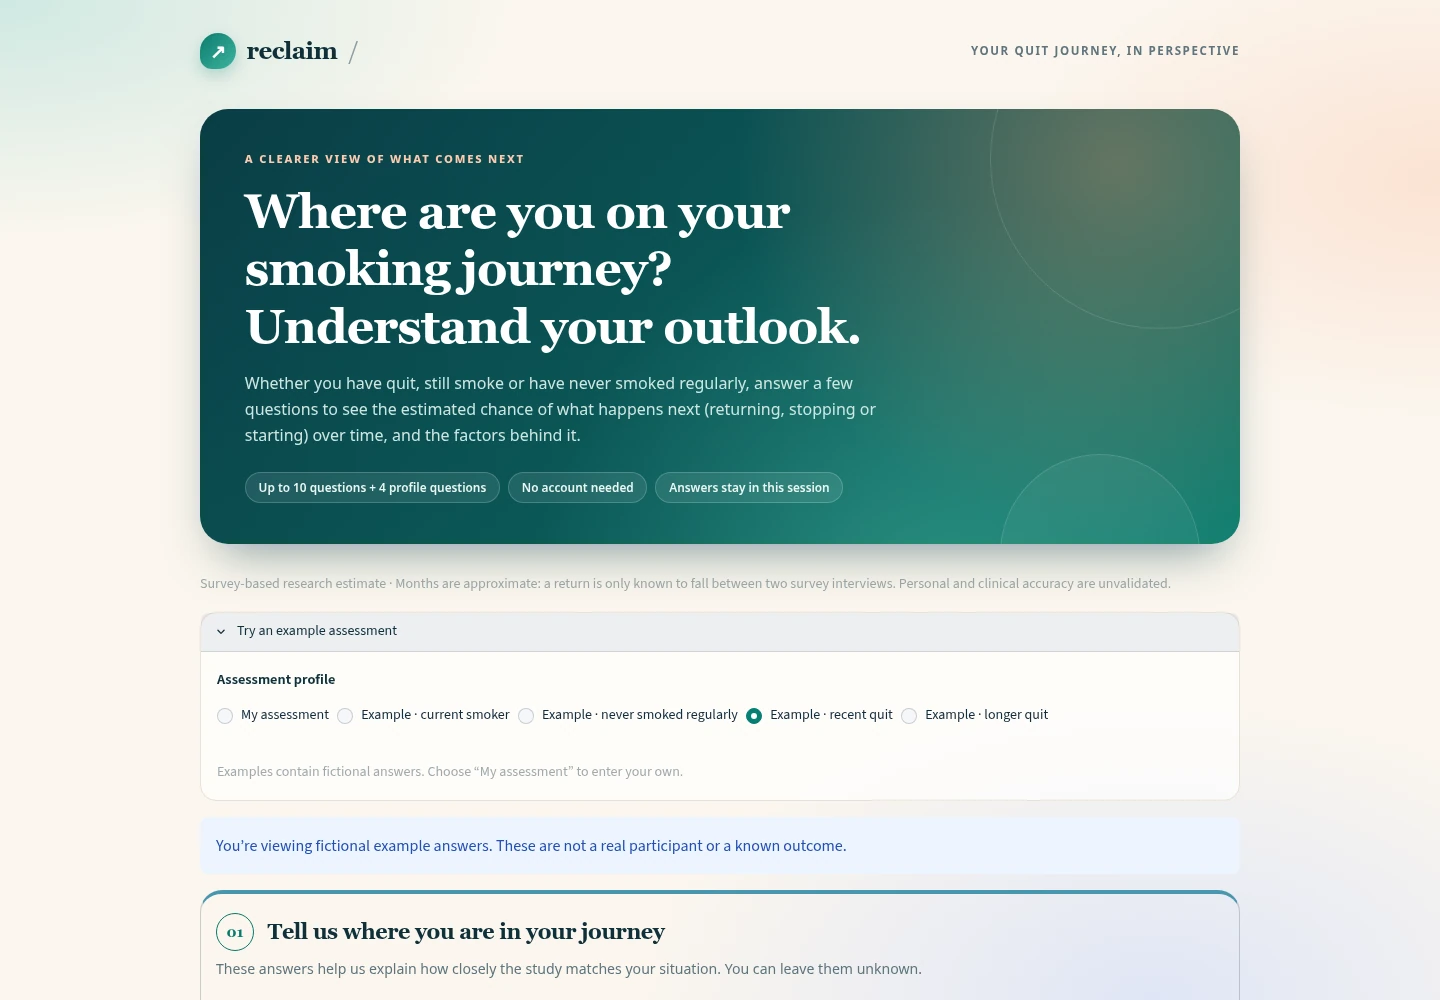 ↗ reclaim /
YOUR QUIT JOURNEY, IN PERSPECTIVE
A CLEARER VIEW OF WHAT COMES NEXT
Where are you on your
smoking journey?
Understand your outlook.
Whether you have quit, still smoke or have never smoked regularly, answer a few
questions to see the estimated chance of what happens next (returning, stopping or
starting) over time, and the factors behind it.
Up to 10 questions + 4 profile questions
No account needed
Answers stay in this session
Survey-based research estimate · Months are approximate: a return is only known to fall between two survey interviews. Personal and clinical accuracy are unvalidated.
Try an example assessment
Assessment profile
My assessment
Example · current smoker
Example · never smoked regularly
Example · recent quit
Example · longer quit
Examples contain fictional answers. Choose “My assessment” to enter your own.
You’re viewing fictional example answers. These are not a real participant or a known outcome.
01 Tell us where you are in your journey
These answers help us explain how closely the study matches your situation. You can leave them unknown.